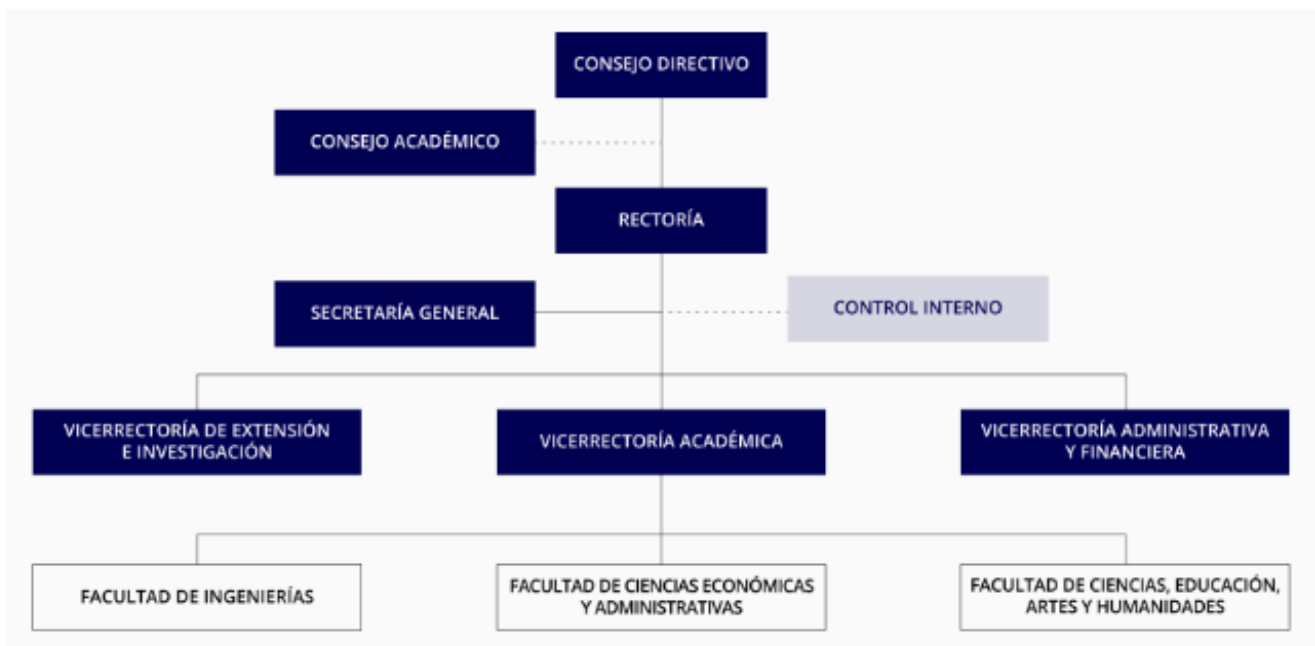 CONSEJO DIRECTIVO
CONSEJO ACADÉMICO
RECTORÍA
SECRETARÍA GENERAL
CONTROL INTERNO
VICERRECTORÍA DE EXTENSIÓN
E INVESTIGACIÓN
VICERRECTORÍA ACADÉMICA
VICERRECTORÍA ADMINISTRATIVA
Y FINANCIERA
FACULTAD DE INGENIERÍAS
FACULTAD DE CIENCIAS ECONÓMICAS
Y ADMINISTRATIVAS
FACULTAD DE CIENCIAS, EDUCACIÓN,
ARTES Y HUMANIDADES